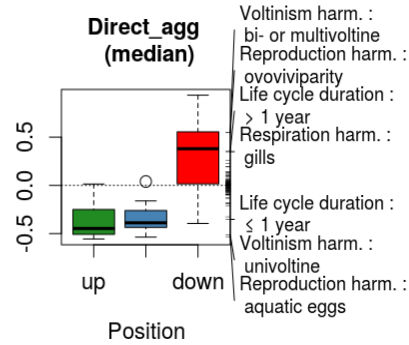 Direct_agg
(median)
Voltinism harm. :
bi- or multivoltine
Reproduction harm. :
ovoviviparity
Life cycle duration :
> 1 year
Respiration harm. :
gills
Life cycle duration :
≤ 1 year
Voltinism harm. :
univoltine
Reproduction harm. :
aquatic eggs
0.5
0.0
-0.5
up
down
Position